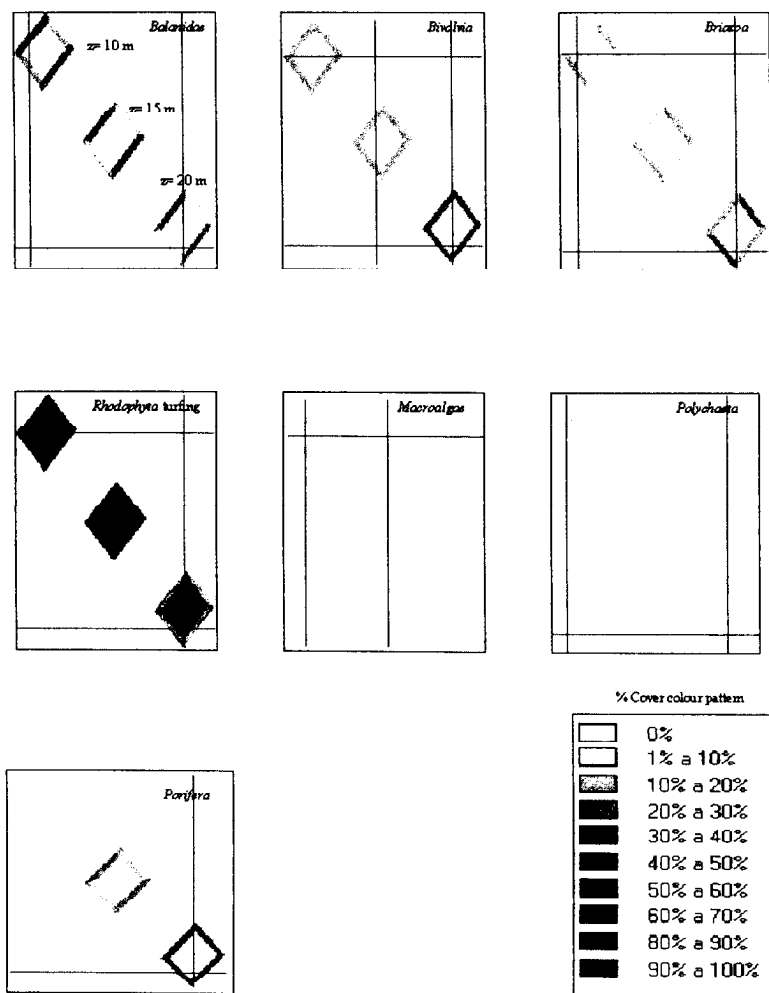 Balanidos
z= 10 m
z= 15 m
z= 20 m
Bivalvia
Briozoa
Rhodophyta turfing
Macroalgas
Polychaeta
Porifera
% Cover colour pattern
0%
1% a 10%
10% a 20%
20% a 30%
30% a 40%
40% a 50%
50% a 60%
60% a 70%
80% a 90%
90% a 100%